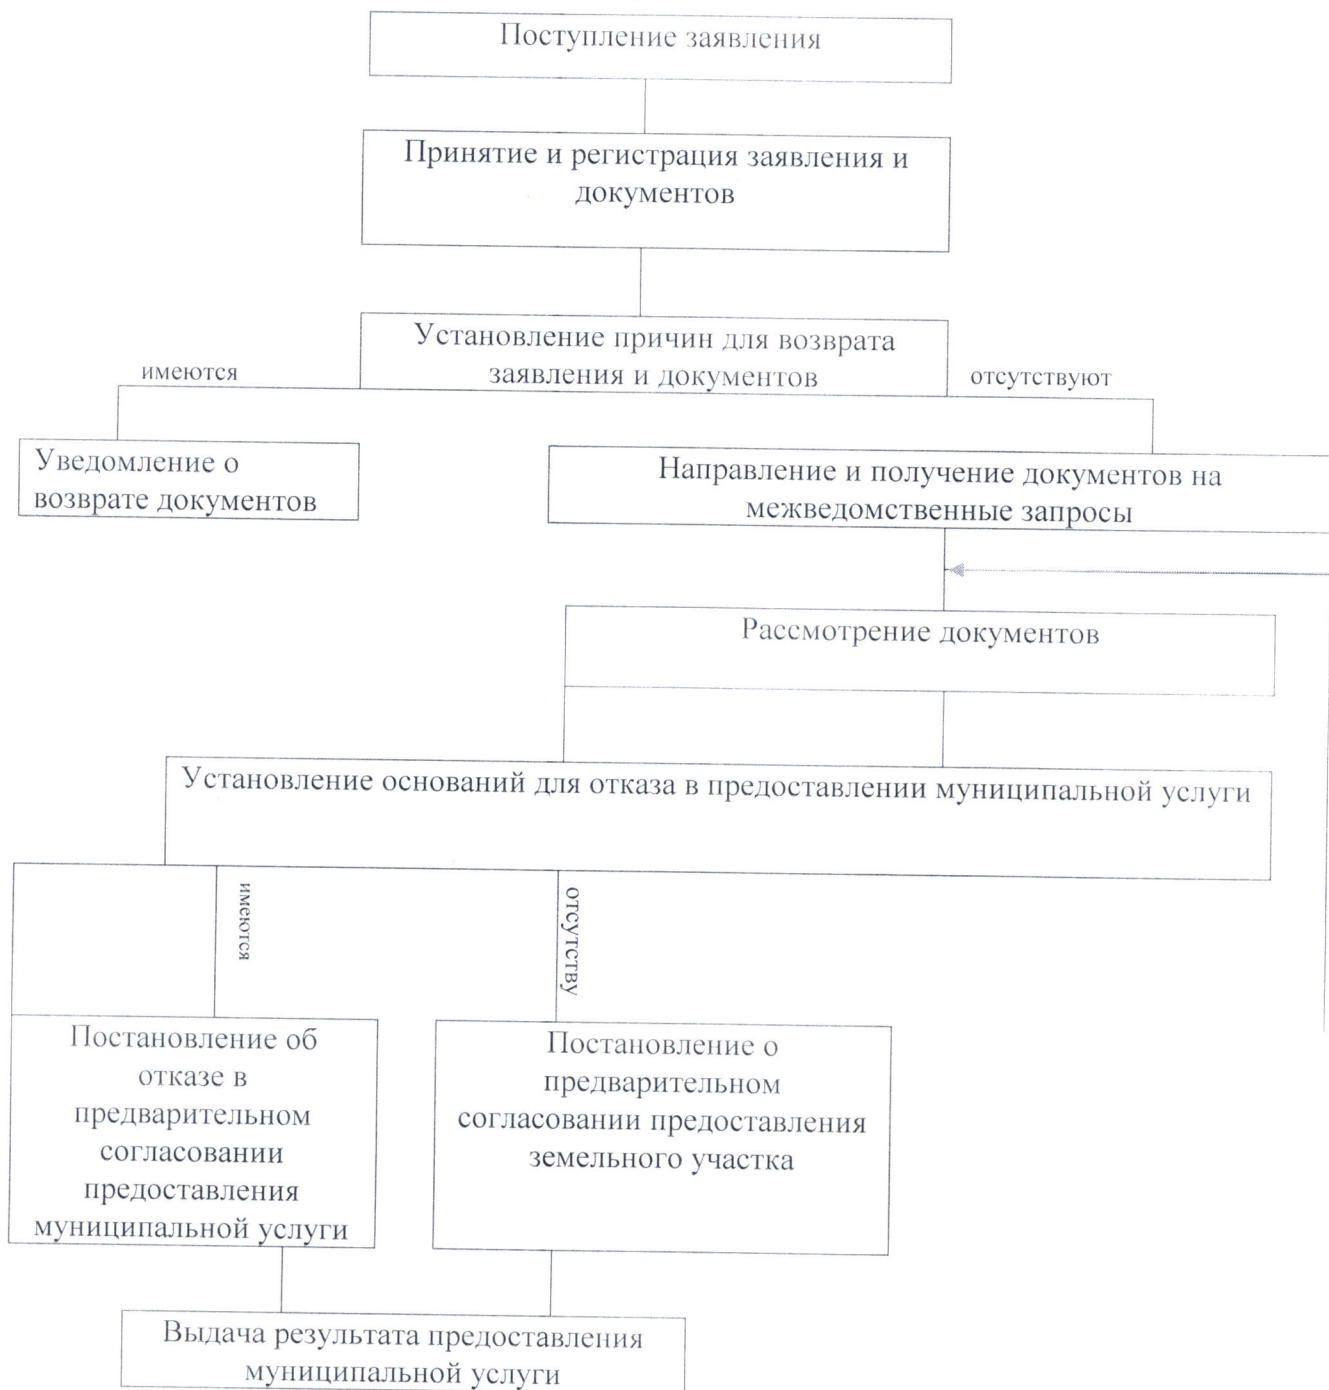 Поступление заявления
Принятие и регистрация заявления и
документов
Установление причин для возврата
заявления и документов
имеются
отсутствуют
Уведомление о
возврате документов
Направление и получение документов на
межведомственные запросы
Рассмотрение документов
Установление оснований для отказа в предоставлении муниципальной услуги
имеются
отсутству
Постановление об
отказе в
предварительном
согласовании
предоставления
муниципальной услуги
Постановление о
предварительном
согласовании предоставления
земельного участка
Выдача результата предоставления
муниципальной услуги